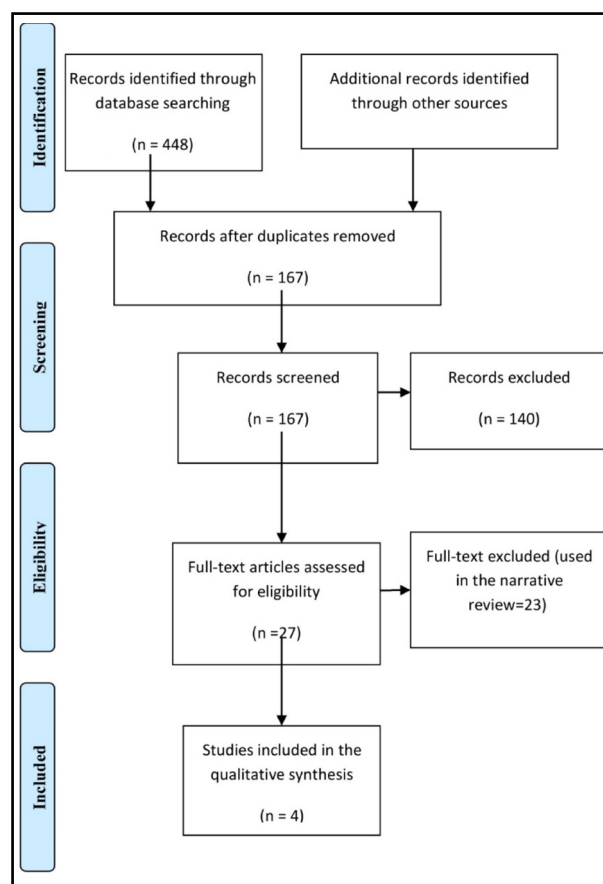 Identification
Records identified through
database searching
(n = 448)
Additional records identified
through other sources
Records after duplicates removed
(n = 167)
Screening
Records screened
(n = 167)
Records excluded
(n = 140)
Eligibility
Full-text articles assessed
for eligibility
(n =27)
Full-text excluded (used
in the narrative
review=23)
Included
Studies included in the
qualitative synthesis
(n = 4)